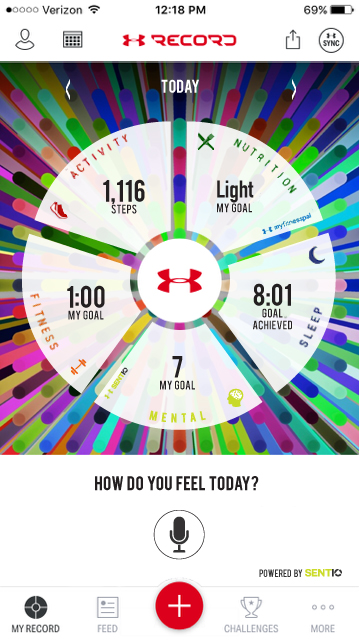 Verizon 12:18 PM 69%
RECORD
SYNC
TODAY
ACTIVITY
1,116
STEPS
NUTRITION
Light
MY GOAL
myfitnesspal
FITNESS
1:00
MY GOAL
SLEEP
8:01
GOAL
ACHIEVED
7
MY GOAL
SENTIO
MENTAL
HOW DO YOU FEEL TODAY?
POWERED BY SENTIO
MY RECORD FEED CHALLENGES MORE